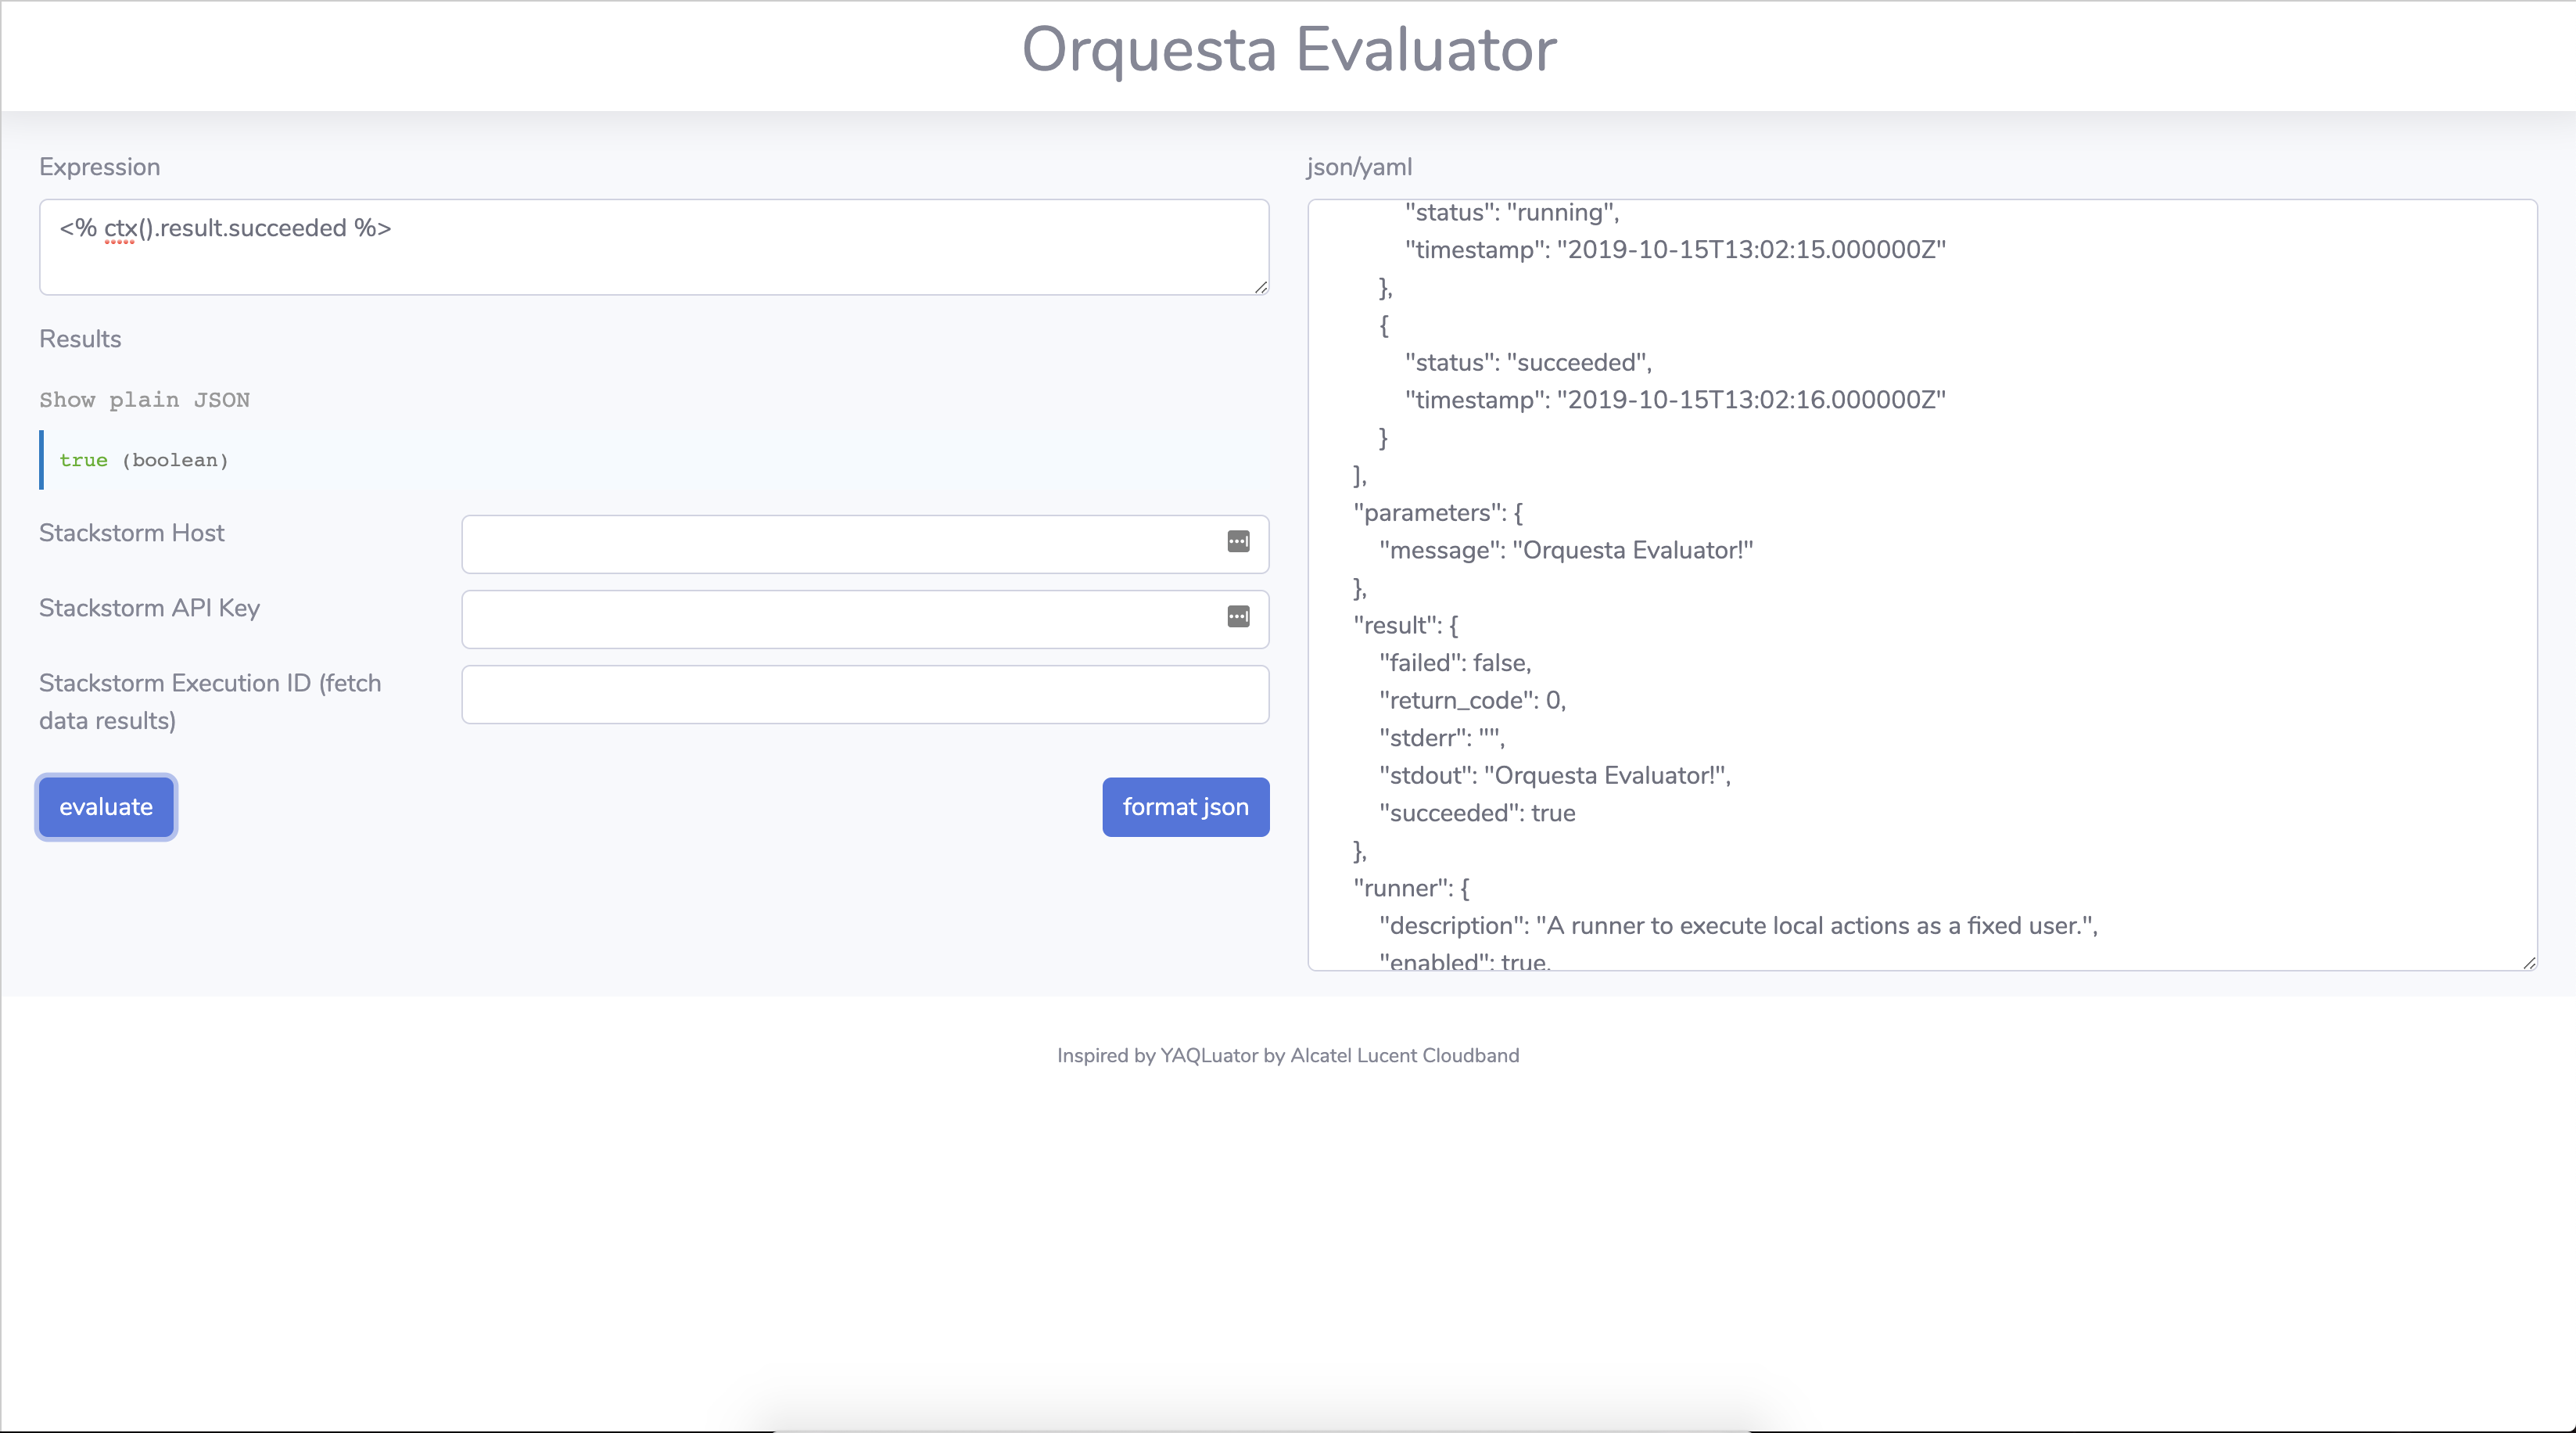 Orquesta Evaluator
Expression
<% ctx().result.succeeded %>
Results
Show plain JSON
true (boolean)
Stackstorm Host
Stackstorm API Key
Stackstorm Execution ID (fetch
data results)
evaluate
format json
json/yaml
"status": "running",
"timestamp": "2019-10-15T13:02:15.000000Z"
},
{
"status": "succeeded",
"timestamp": "2019-10-15T13:02:16.000000Z"
}
],
"parameters": {
"message": "Orquesta Evaluator!"
},
"result": {
"failed": false,
"return_code": 0,
"stderr": "",
"stdout": "Orquesta Evaluator!",
"succeeded": true
},
"runner": {
"description": "A runner to execute local actions as a fixed user.",
"enabled": true,
Inspired by YAQLuator by Alcatel Lucent Cloudband